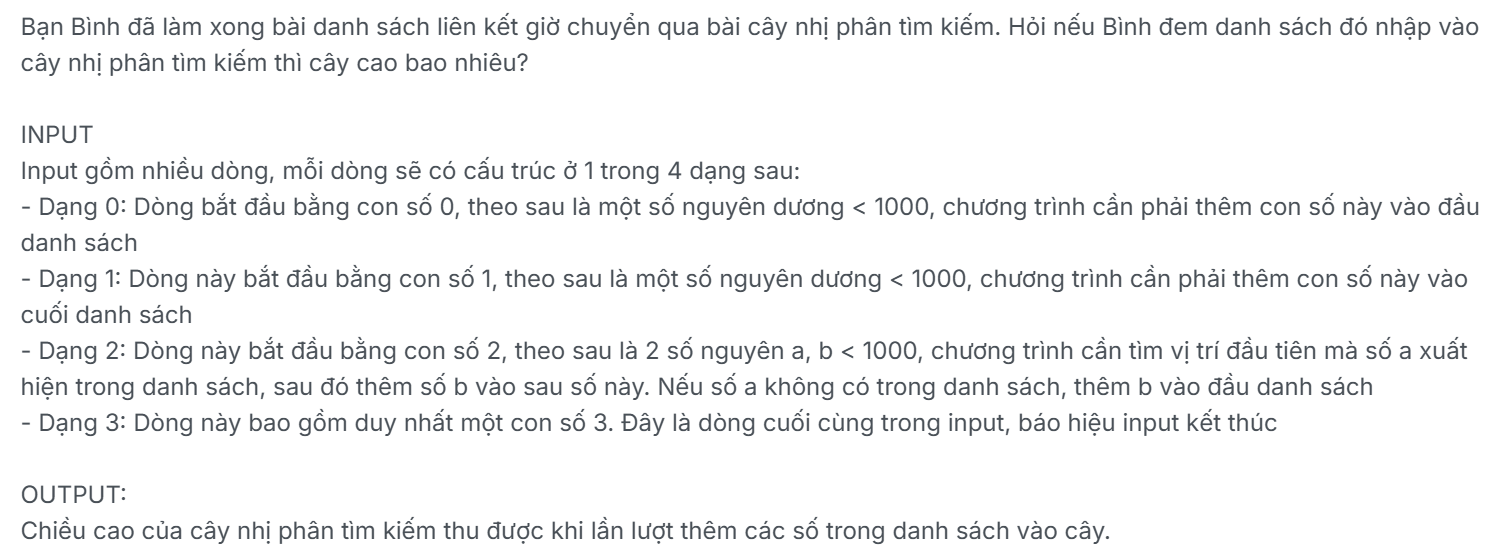 Bạn Bình đã làm xong bài danh sách liên kết giờ chuyển qua bài cây nhị phân tìm kiếm. Hỏi nếu Bình đem danh sách đó nhập vào
cây nhị phân tìm kiếm thì cây cao bao nhiêu?
INPUT
Input gồm nhiều dòng, mỗi dòng sẽ có cấu trúc ở 1 trong 4 dạng sau:
- Dạng 0: Dòng bắt đầu bằng con số 0, theo sau là một số nguyên dương < 1000, chương trình cần phải thêm con số này vào đầu
danh sách
- Dạng 1: Dòng này bắt đầu bằng con số 1, theo sau là một số nguyên dương < 1000, chương trình cần phải thêm con số này vào
cuối danh sách
- Dạng 2: Dòng này bắt đầu bằng con số 2, theo sau là 2 số nguyên a, b < 1000, chương trình cần tìm vị trí đầu tiên mà số a xuất
hiện trong danh sách, sau đó thêm số b vào sau số này. Nếu số a không có trong danh sách, thêm b vào đầu danh sách
- Dạng 3: Dòng này bao gồm duy nhất một con số 3. Đây là dòng cuối cùng trong input, báo hiệu input kết thúc
OUTPUT:
Chiều cao của cây nhị phân tìm kiếm thu được khi lần lượt thêm các số trong danh sách vào cây.